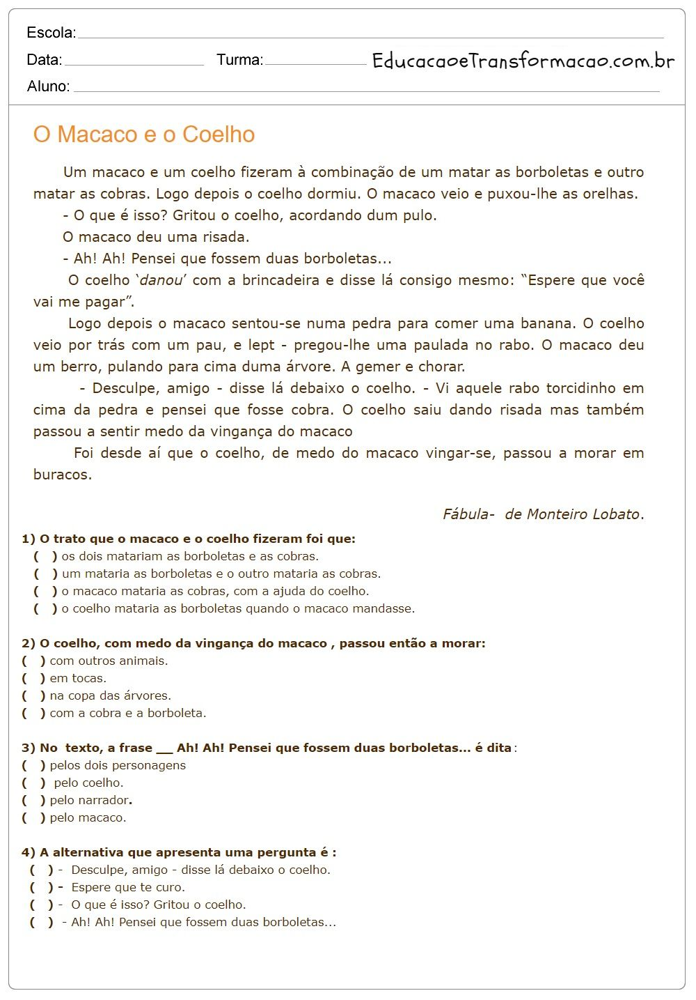 Escola:
Data: Turma: EducacaoeTransformacao.com.br
Aluno:
O Macaco e o Coelho
Um macaco e um coelho fizeram à combinação de um matar as borboletas e outro
matar as cobras. Logo depois o coelho dormiu. O macaco veio e puxou-lhe as orelhas.
- O que é isso? Gritou o coelho, acordando dum pulo.
O macaco deu uma risada.
- Ah! Ah! Pensei que fossem duas borboletas...
O coelho ‘danou’ com a brincadeira e disse lá consigo mesmo: “Espere que você
vai me pagar”.
Logo depois o macaco sentou-se numa pedra para comer uma banana. O coelho
veio por trás com um pau, e lept - pregou-lhe uma paulada no rabo. O macaco deu
um berro, pulando para cima duma árvore. A gemer e chorar.
- Desculpe, amigo - disse lá debaixo o coelho. - Vi aquele rabo torcidinho em
cima da pedra e pensei que fosse cobra. O coelho saiu dando risada mas também
passou a sentir medo da vingança do macaco
Foi desde aí que o coelho, de medo do macaco vingar-se, passou a morar em
buracos.
Fábula- de Monteiro Lobato.
1) O trato que o macaco e o coelho fizeram foi que:
( ) os dois matariam as borboletas e as cobras.
( ) um mataria as borboletas e o outro mataria as cobras.
( ) o macaco mataria as cobras, com a ajuda do coelho.
( ) o coelho mataria as borboletas quando o macaco mandasse.
2) O coelho, com medo da vingança do macaco , passou então a morar:
( ) com outros animais.
( ) em tocas.
( ) na copa das árvores.
( ) com a cobra e a borboleta.
3) No texto, a frase __ Ah! Ah! Pensei que fossem duas borboletas... é dita:
( ) pelos dois personagens
( ) pelo coelho.
( ) pelo narrador.
( ) pelo macaco.
4) A alternativa que apresenta uma pergunta é :
( ) - Desculpe, amigo - disse lá debaixo o coelho.
( ) - Espere que te curo.
( ) - O que é isso? Gritou o coelho.
( ) - Ah! Ah! Pensei que fossem duas borboletas...